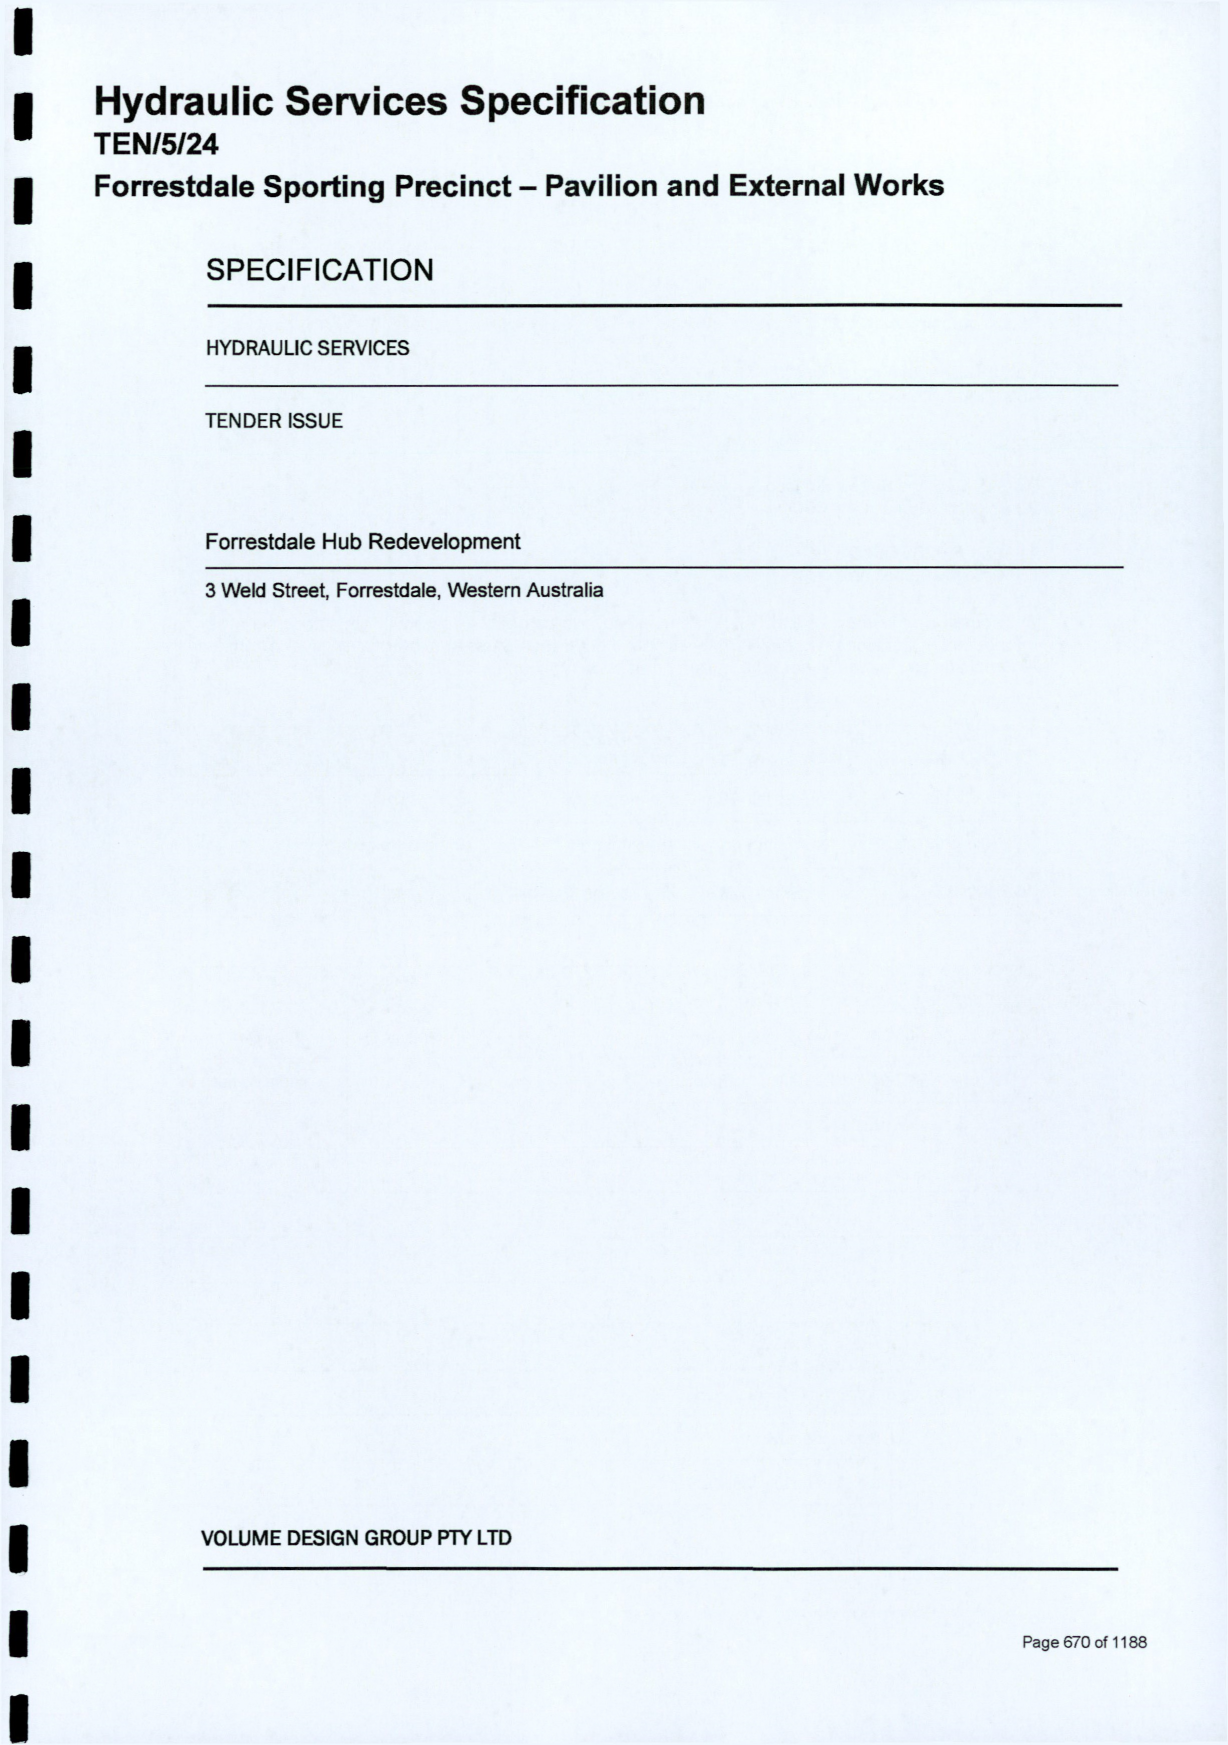 Hydraulic Services Specification
TEN/5/24
Forrestdale Sporting Precinct – Pavilion and External Works
SPECIFICATION
HYDRAULIC SERVICES
TENDER ISSUE
Forrestdale Hub Redevelopment
3 Weld Street, Forrestdale, Western Australia
VOLUME DESIGN GROUP PTY LTD
Page 670 of 1188